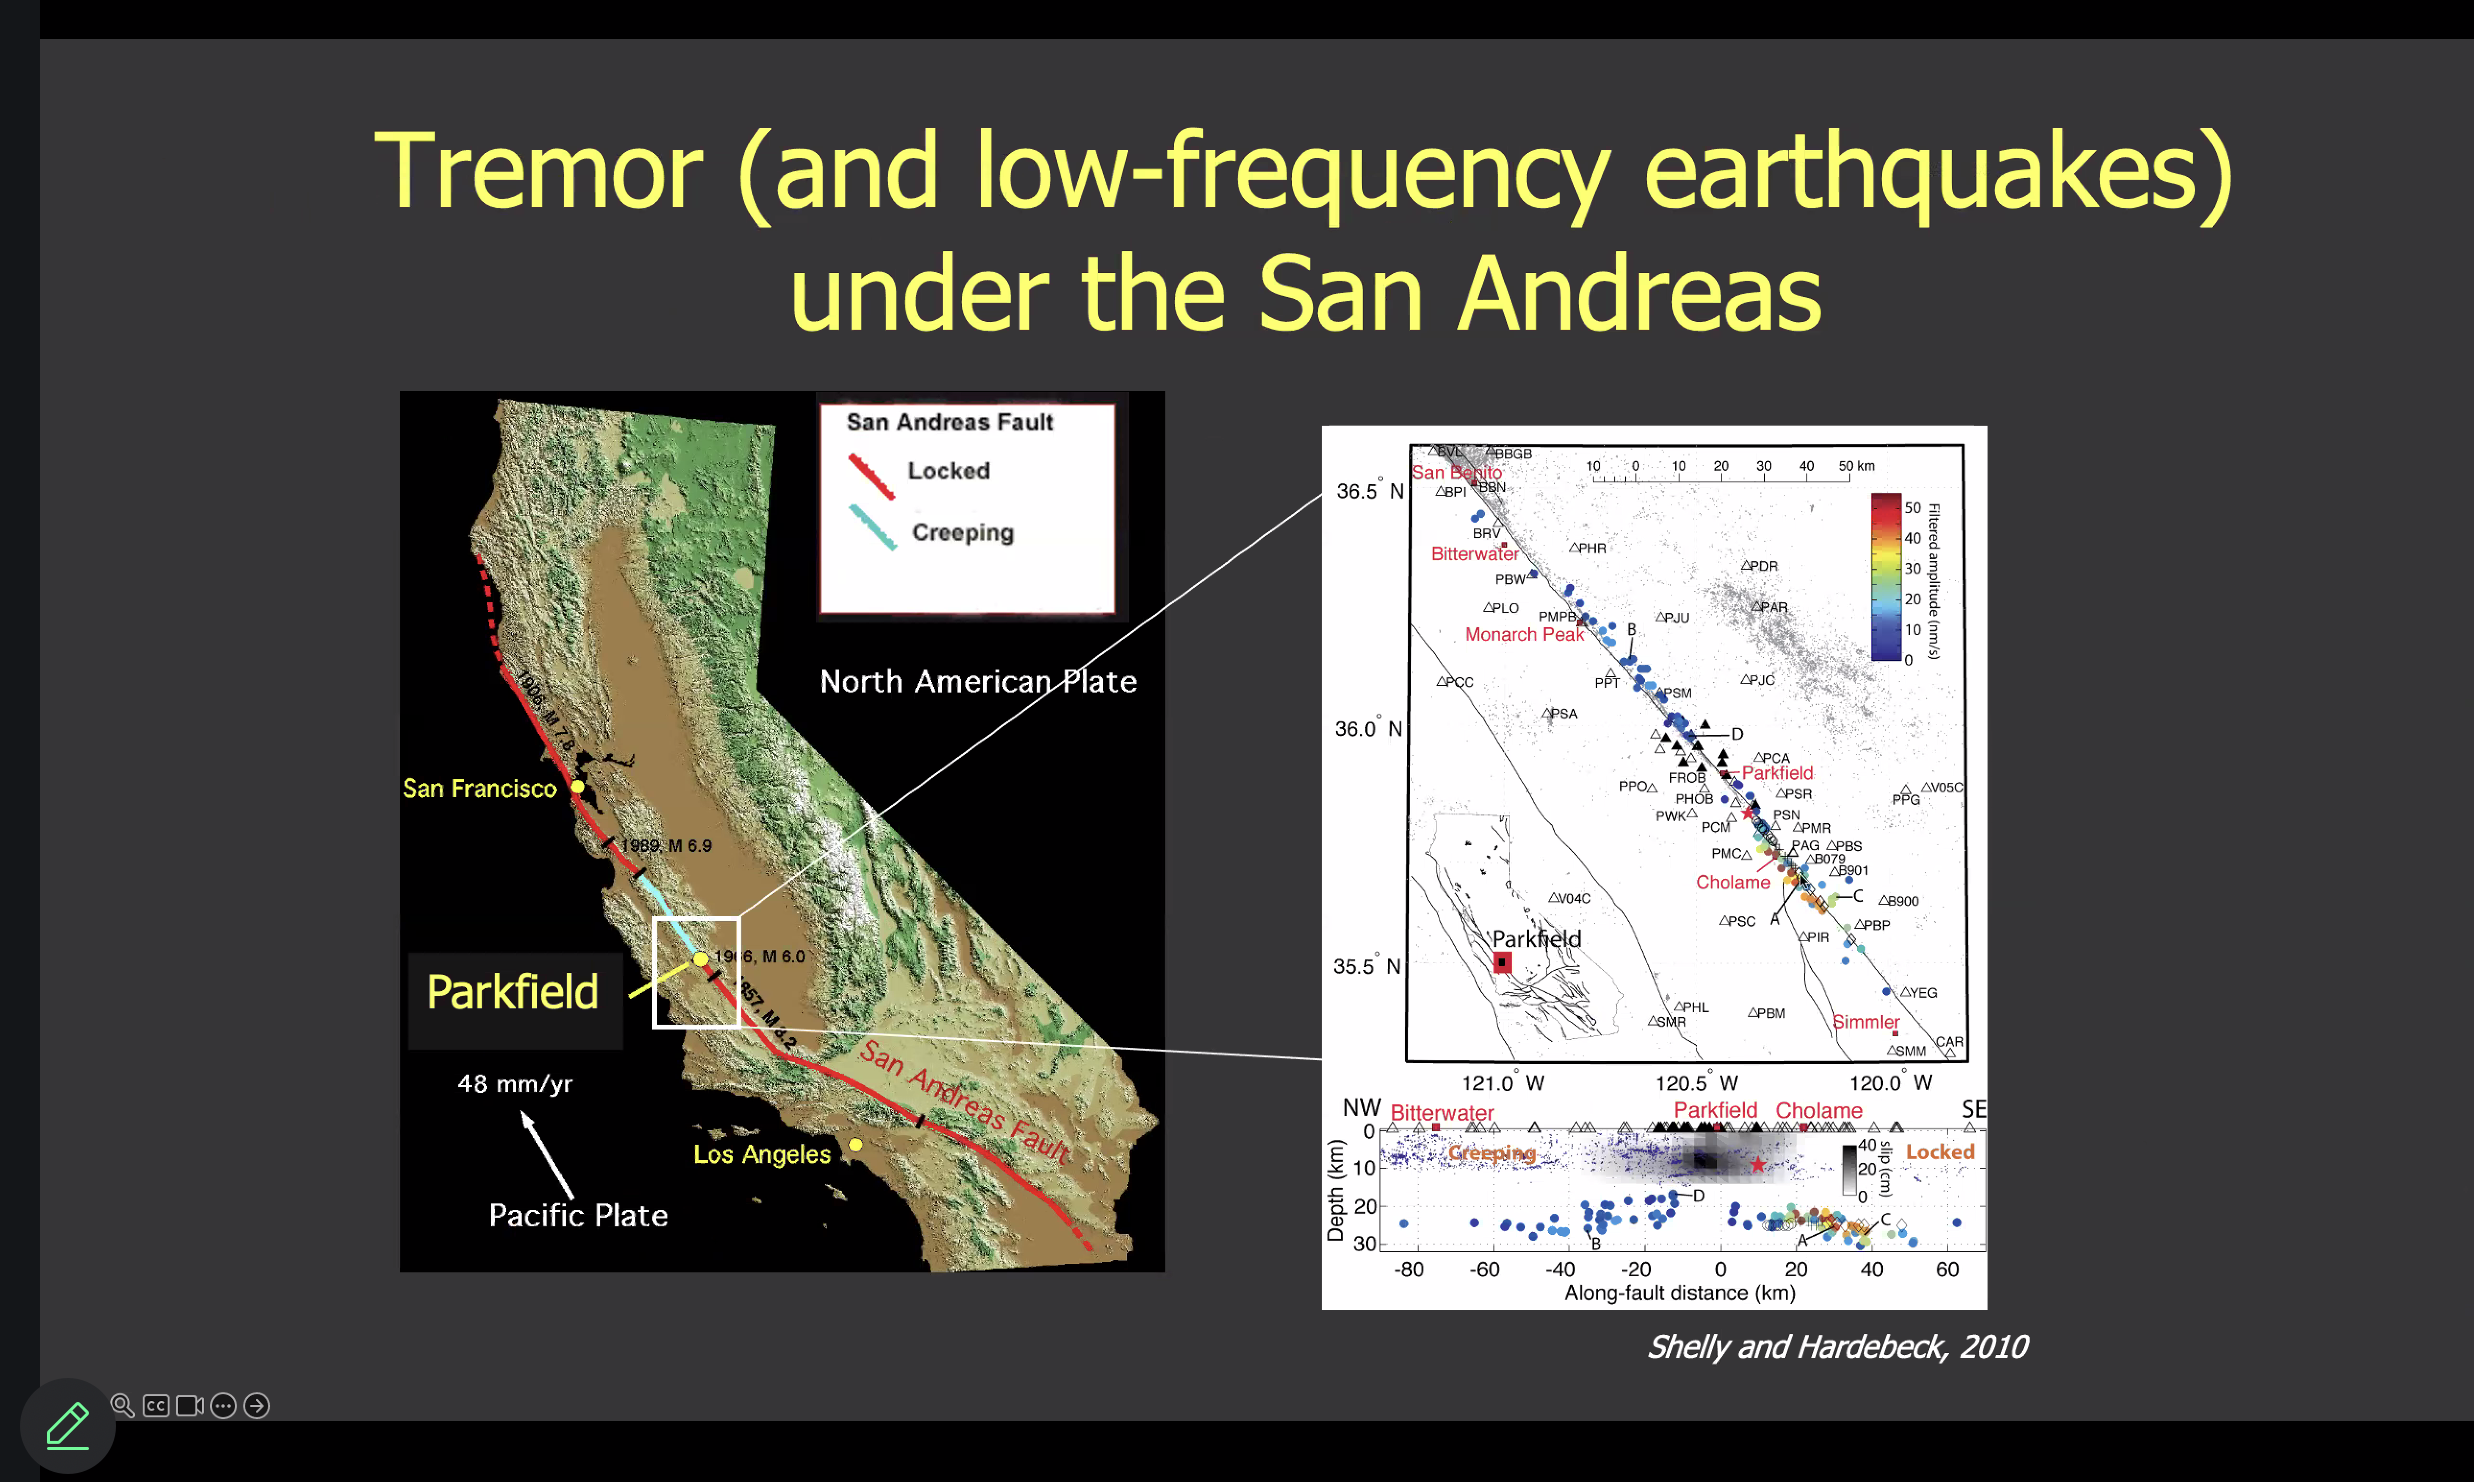 Tremor (and low-frequency earthquakes)
under the San Andreas
San Andreas Fault
Locked
Creeping
North American Plate
1906, M 7.8
San Francisco
1989, M 6.9
Parkfield
M 6.0
1857, M 8.2
48 mm/yr
Pacific Plate
San Andreas Fault
Los Angeles
BVL
BBGB
San Benito
BPI
BBN
BRV
Bitterwater
PHR
PBW
PLO
PMPB
PJU
Monarch Peak
B
PDR
PAR
PCC
PPT
PSM
PJC
PSA
D
PCA
FROB
Parkfield
PPO
PHOB
PSR
PPG
V05C
PWK
PCM
PSN
PMR
PMC
PAG
PBS
B079
B901
Cholame
V04C
C
B900
A
PSC
PBP
PIR
Parkfield
YEG
PHL
SMR
PBM
Simmler
SMM
CAR
10 0 10 20 30 40 50 km
50
40
30
20
10
0
Filtered amplitude (nm/s)
36.5° N
36.0° N
35.5° N
121.0° W 120.5° W 120.0° W
NW Bitterwater Parkfield Cholame SE
0
10
20
30
Depth (km)
Creeping
Locked
40
20
0
slip (cm)
D
B
A
C
-80 -60 -40 -20 0 20 40 60
Along-fault distance (km)
Shelly and Hardebeck, 2010
CC